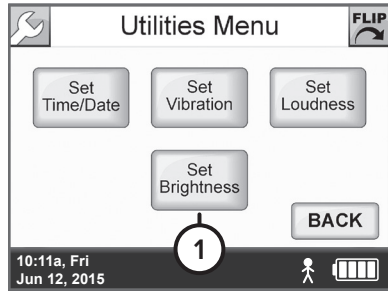 Utilities Menu
FLIP
Set
Time/Date
Set
Vibration
Set
Loudness
Set
Brightness
1
BACK
10:11a, Fri
Jun 12, 2015